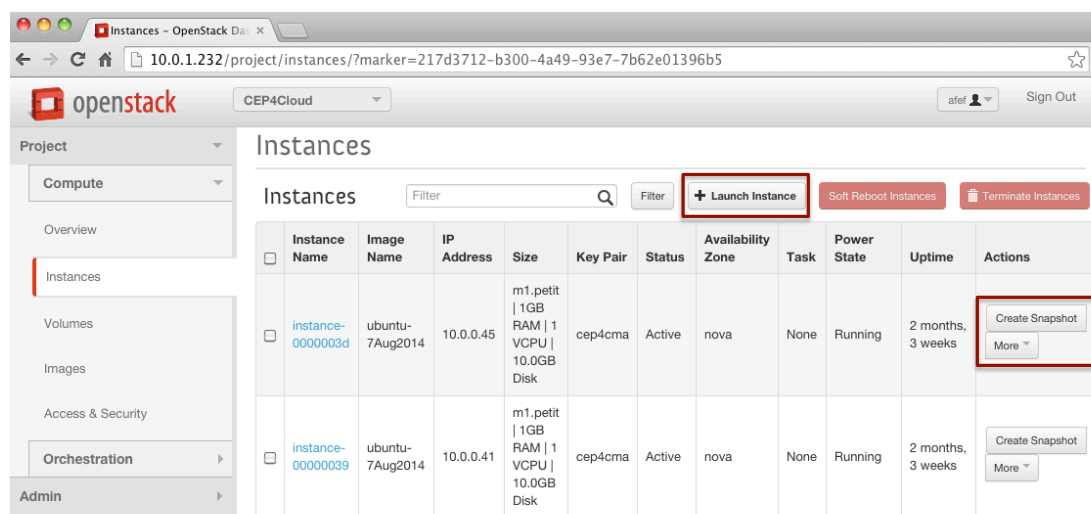 Instances - OpenStack Das
10.0.1.232/project/instances/?marker=217d3712-b300-4a49-93e7-7b62e01396b5
openstack
CEP4Cloud
afef
Sign Out
Project
Compute
Overview
Instances
Volumes
Images
Access & Security
Orchestration
Admin
Instances
Instances
Filter
Filter
+ Launch Instance
Soft Reboot Instances
Terminate Instances
Instance
Name
Image
Name
IP
Address
Size
Key Pair
Status
Availability
Zone
Task
Power
State
Uptime
Actions
instance-
0000003d
ubuntu-
7Aug2014
10.0.0.45
m1.petit
| 1GB
RAM | 1
VCPU |
10.0GB
Disk
cep4cma
Active
nova
None
Running
2 months,
3 weeks
Create Snapshot
More
instance-
00000039
ubuntu-
7Aug2014
10.0.0.41
m1.petit
| 1GB
RAM | 1
VCPU |
10.0GB
Disk
cep4cma
Active
nova
None
Running
2 months,
3 weeks
Create Snapshot
More